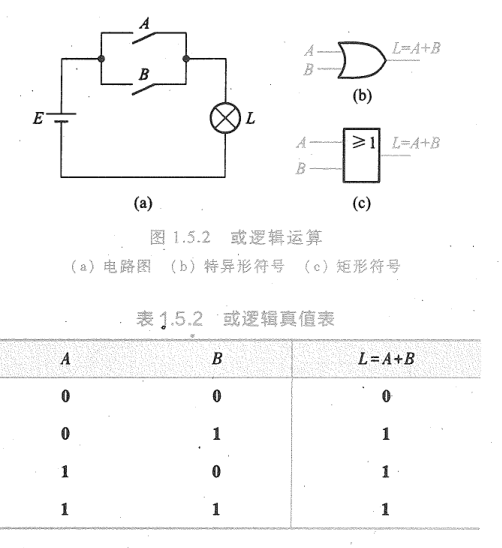 A
B
E
L
(a)
A
B
L=A+B
(b)
A
B
≥1
L=A+B
(c)
图 1.5.2 或逻辑运算
(a) 电路图 (b) 特异形符号 (c) 矩形符号
表 1.5.2 或逻辑真值表
A B L=A+B
0 0 0
0 1 1
1 0 1
1 1 1